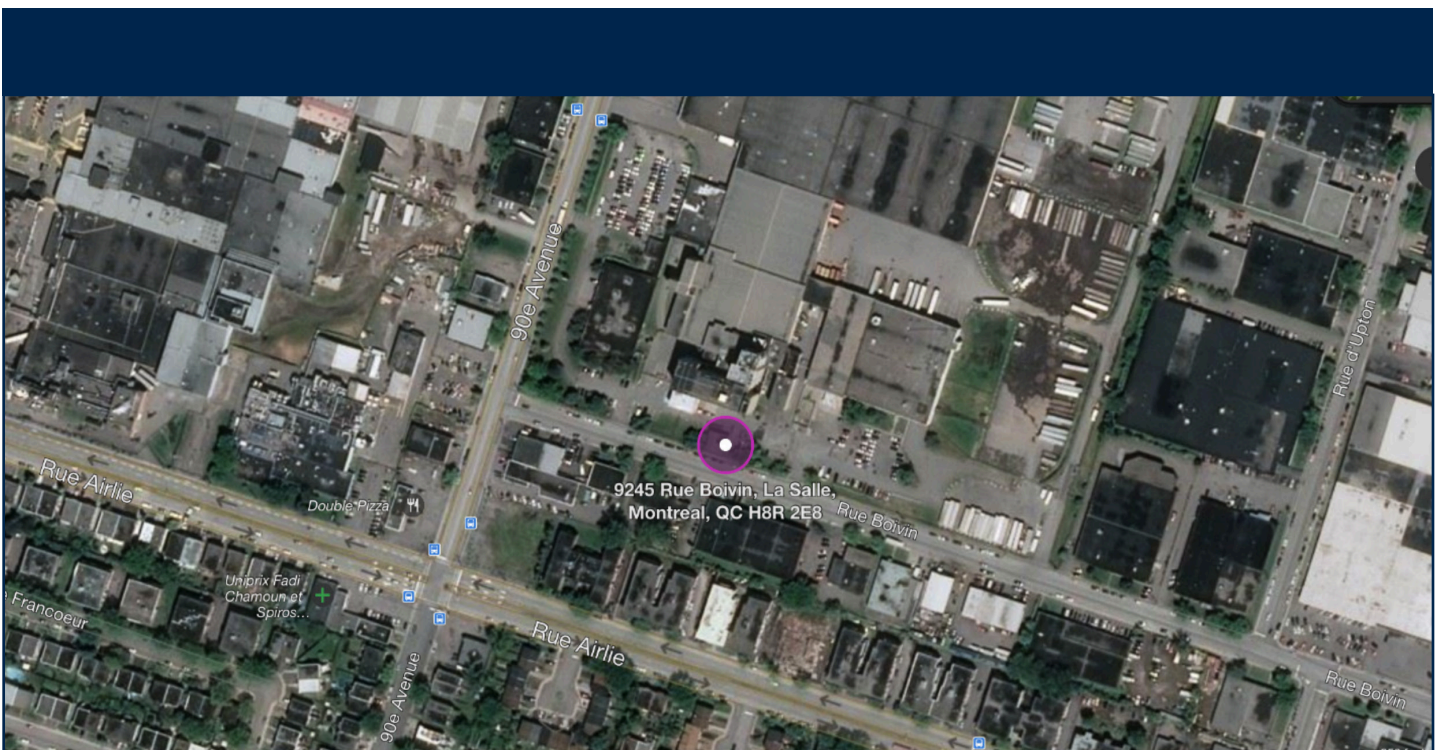 90e Avenue
Rue d'Upton
Rue Airlie
Double Pizza
9245 Rue Boivin, La Salle,
Montreal, QC H8R 2E8
Rue Boivin
Uniprix Fadi
Chamoun et
Spiros...
e Francoeur
Rue Airlie
90e Avenue
Rue Boivin